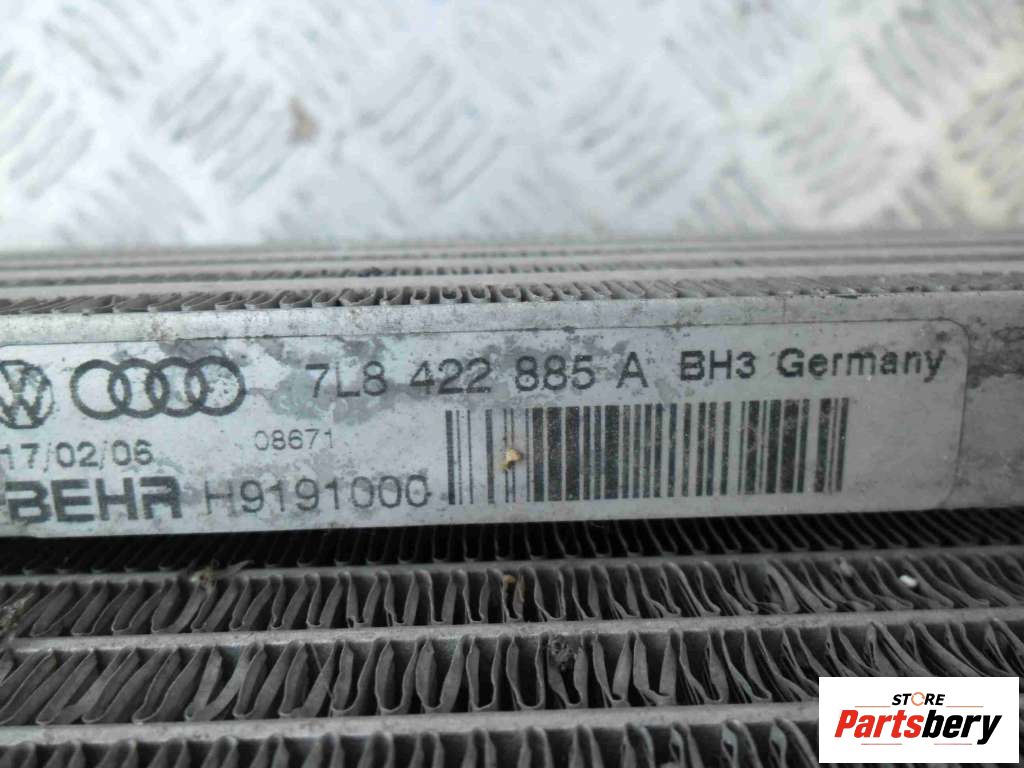 7L8 422 885 A BH3 Germany
17/02/06 08671
BEHR H9191000
STORE
Partsbery